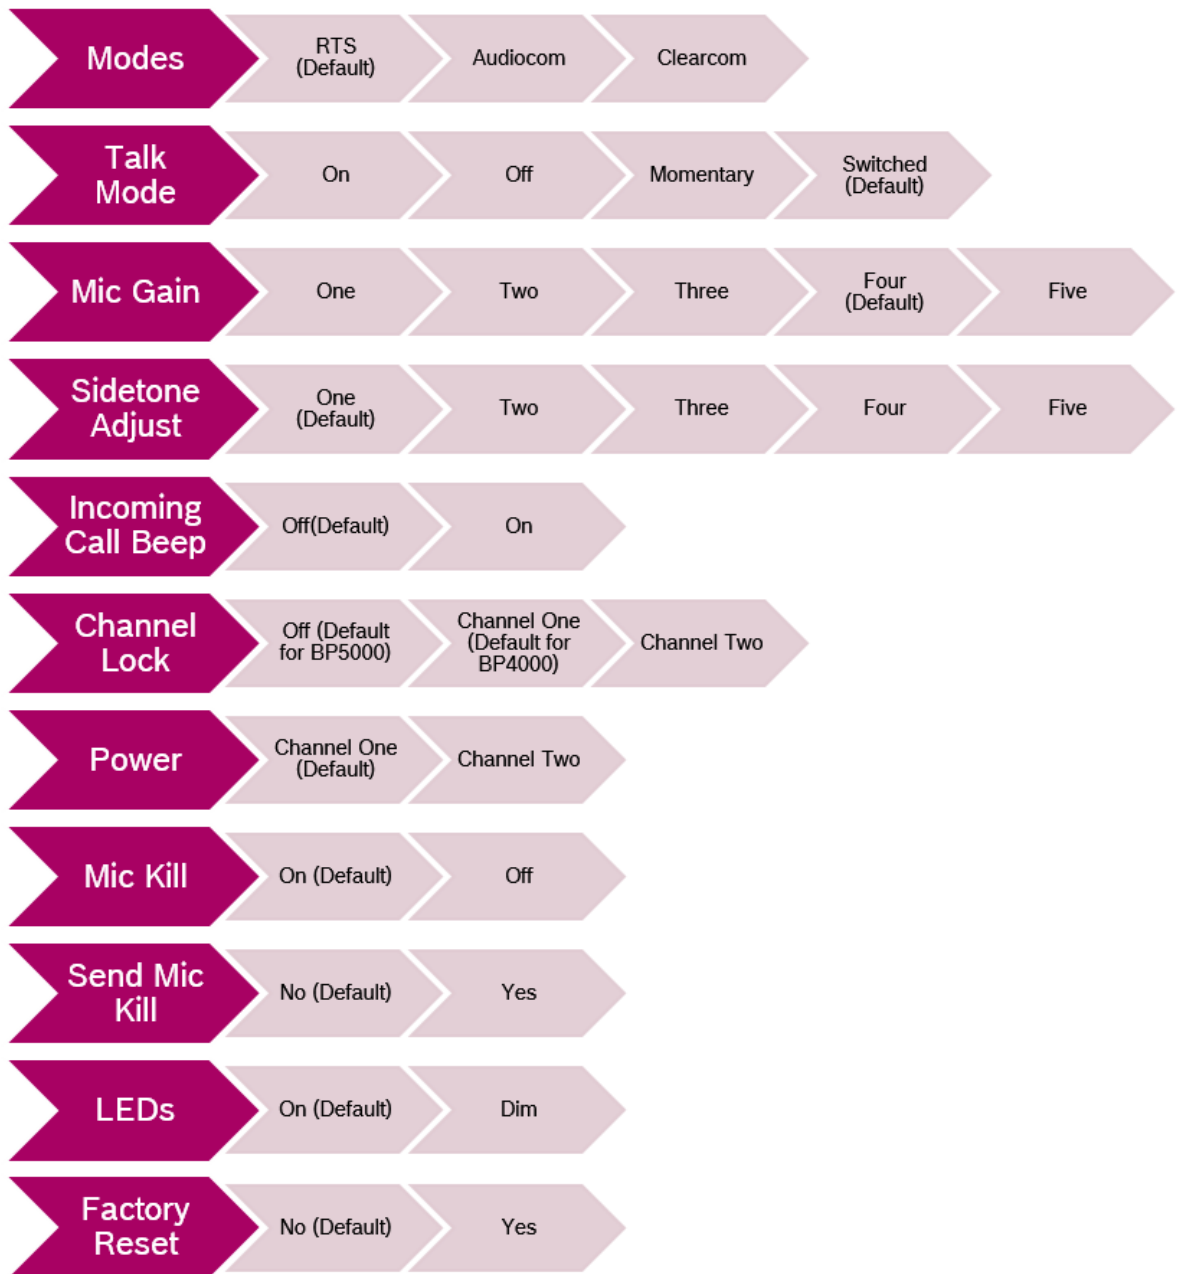 Modes
RTS
(Default)
Audiocom
Clearcom
Talk
Mode
On
Off
Momentary
Switched
(Default)
Mic Gain
One
Two
Three
Four
(Default)
Five
Sidetone
Adjust
One
(Default)
Two
Three
Four
Five
Incoming
Call Beep
Off(Default)
On
Channel
Lock
Off (Default
for BP5000)
Channel One
(Default for
BP4000)
Channel Two
Power
Channel One
(Default)
Channel Two
Mic Kill
On (Default)
Off
Send Mic
Kill
No (Default)
Yes
LEDs
On (Default)
Dim
Factory
Reset
No (Default)
Yes